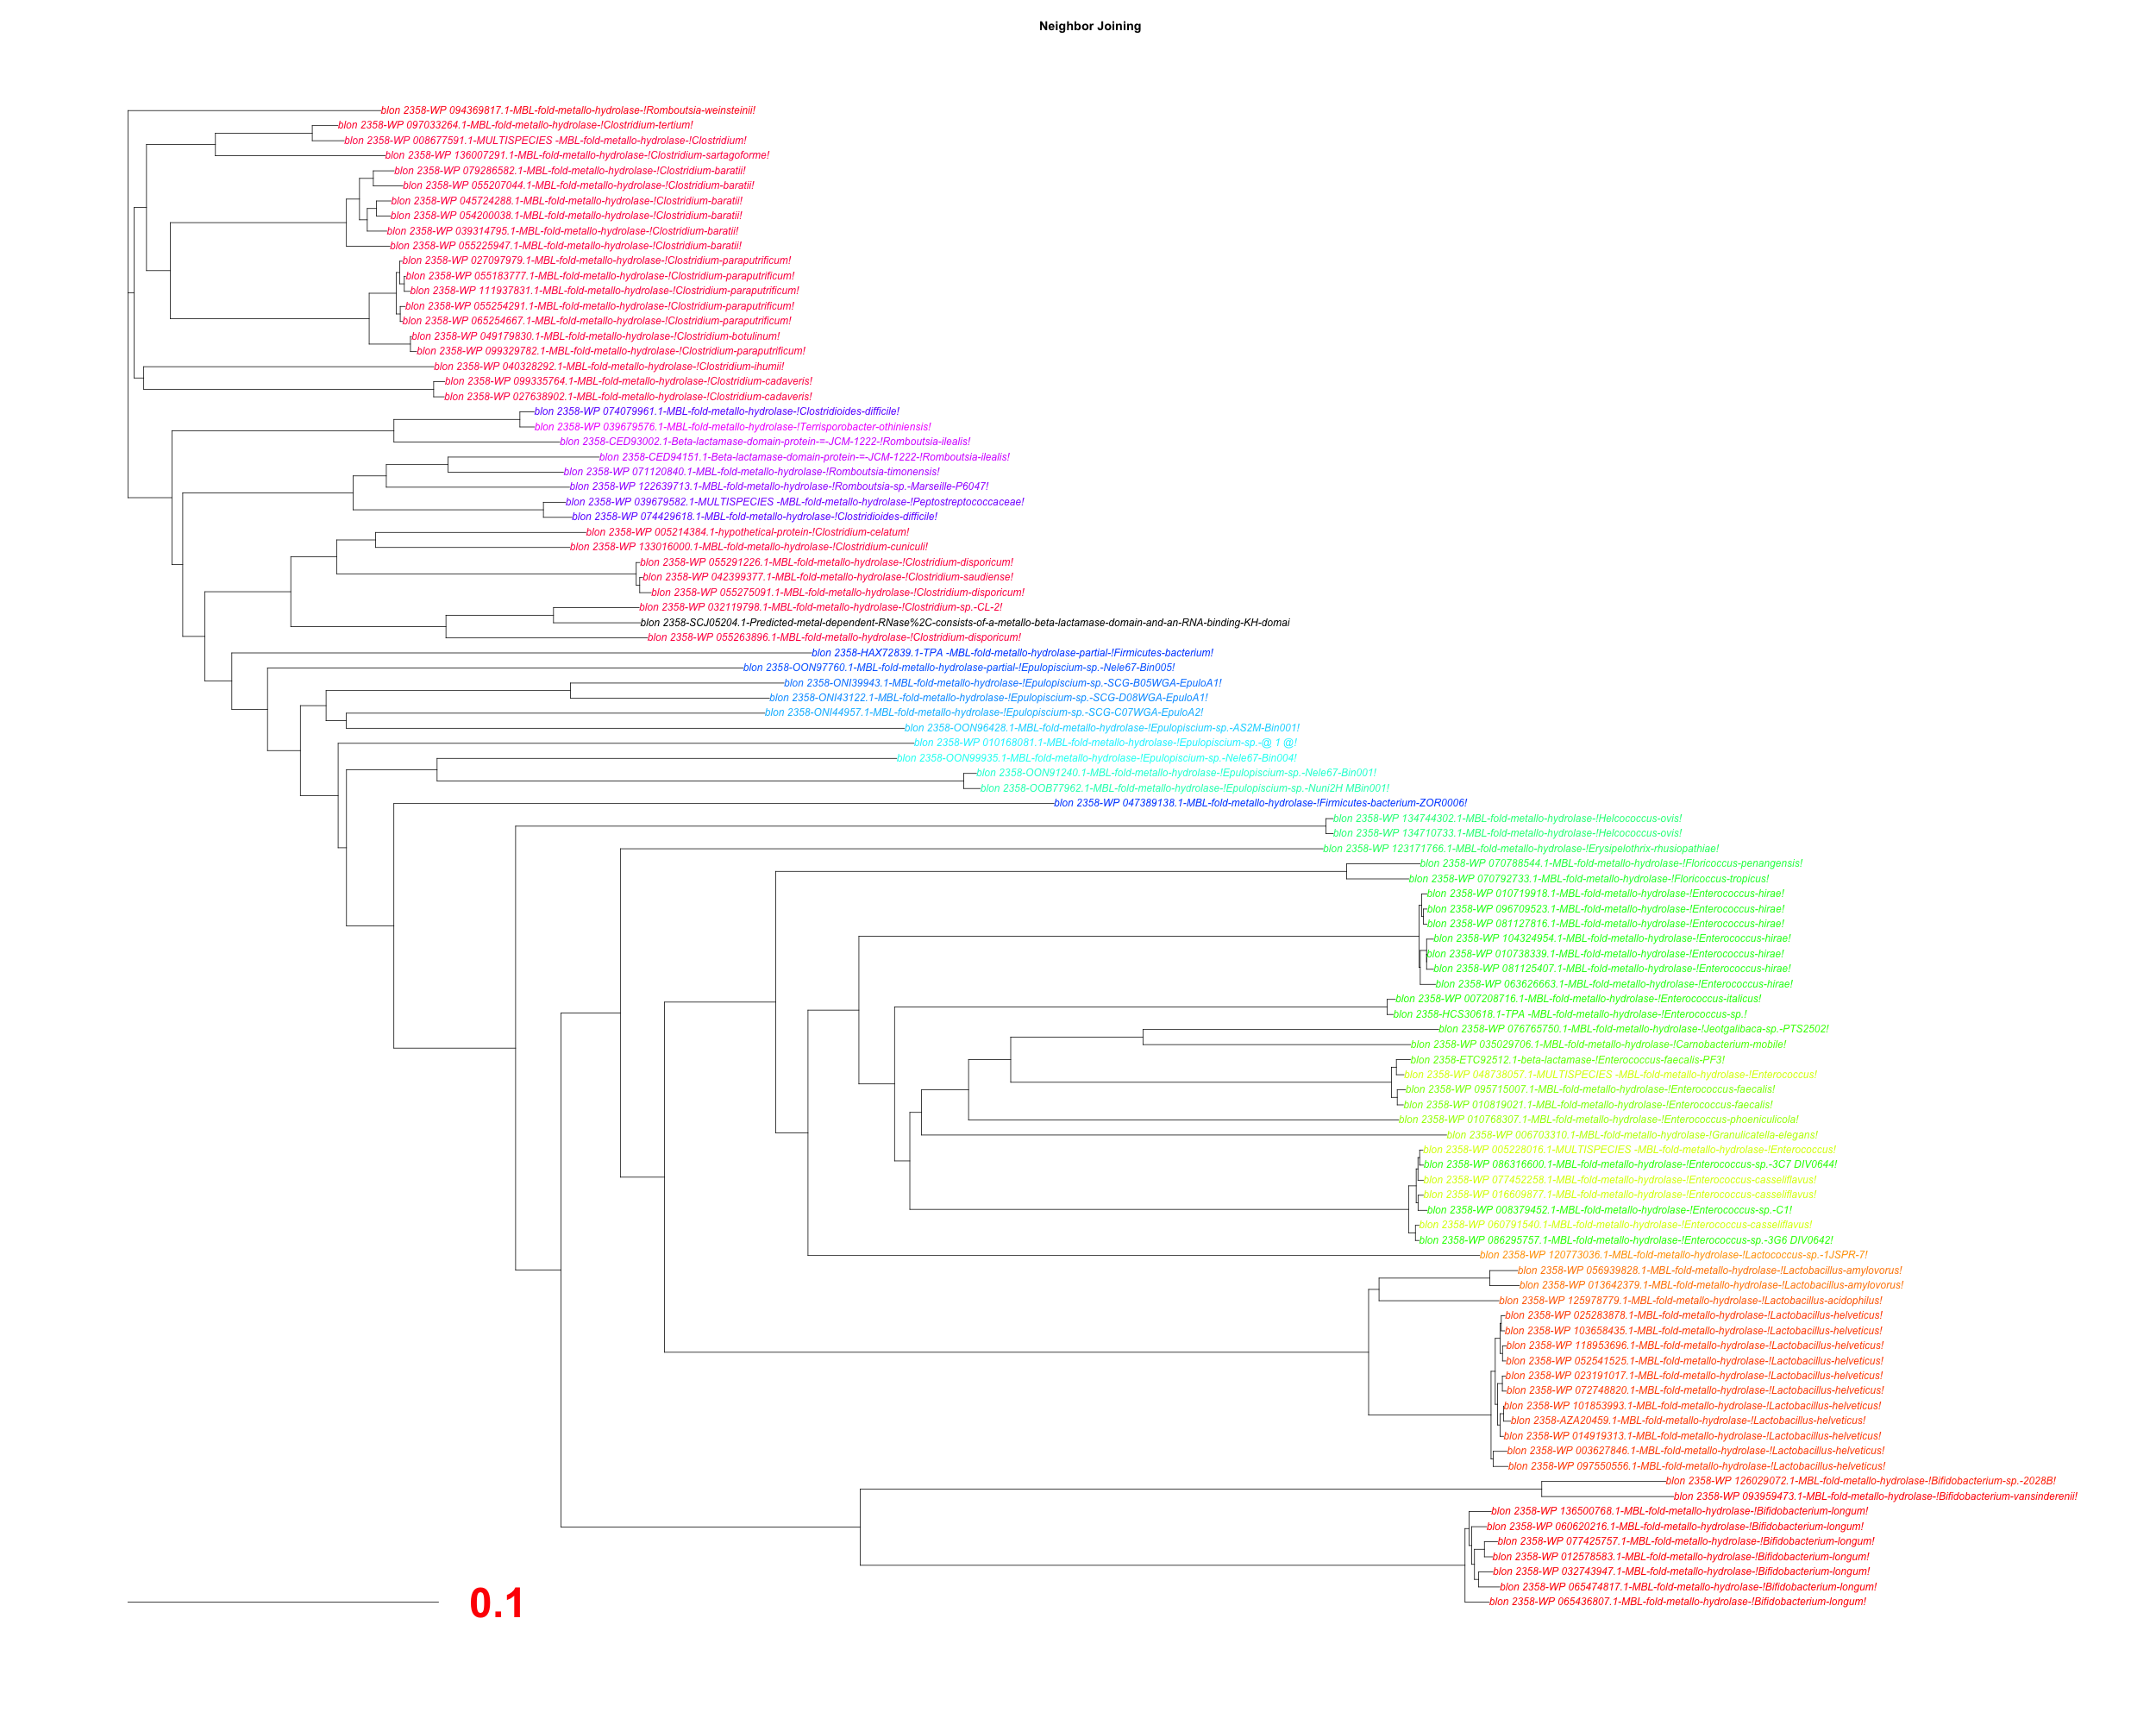 Neighbor Joining
blon 2358-WP 094369817.1-MBL-fold-metallo-hydrolase-!Romboutsia-weinsteinii!
blon 2358-WP 097033264.1-MBL-fold-metallo-hydrolase-!Clostridium-tertium!
blon 2358-WP 008677591.1-MULTISPECIES -MBL-fold-metallo-hydrolase-!Clostridium!
blon 2358-WP 136007291.1-MBL-fold-metallo-hydrolase-!Clostridium-sartagoforme!
blon 2358-WP 079286582.1-MBL-fold-metallo-hydrolase-!Clostridium-baratii!
blon 2358-WP 055207044.1-MBL-fold-metallo-hydrolase-!Clostridium-baratii!
blon 2358-WP 045724288.1-MBL-fold-metallo-hydrolase-!Clostridium-baratii!
blon 2358-WP 054200038.1-MBL-fold-metallo-hydrolase-!Clostridium-baratii!
blon 2358-WP 039314795.1-MBL-fold-metallo-hydrolase-!Clostridium-baratii!
blon 2358-WP 055225947.1-MBL-fold-metallo-hydrolase-!Clostridium-baratii!
blon 2358-WP 027097979.1-MBL-fold-metallo-hydrolase-!Clostridium-paraputrificum!
blon 2358-WP 055183777.1-MBL-fold-metallo-hydrolase-!Clostridium-paraputrificum!
blon 2358-WP 111937831.1-MBL-fold-metallo-hydrolase-!Clostridium-paraputrificum!
blon 2358-WP 055254291.1-MBL-fold-metallo-hydrolase-!Clostridium-paraputrificum!
blon 2358-WP 065254667.1-MBL-fold-metallo-hydrolase-!Clostridium-paraputrificum!
blon 2358-WP 049179830.1-MBL-fold-metallo-hydrolase-!Clostridium-botulinum!
blon 2358-WP 099329782.1-MBL-fold-metallo-hydrolase-!Clostridium-paraputrificum!
blon 2358-WP 040328292.1-MBL-fold-metallo-hydrolase-!Clostridium-ihumii!
blon 2358-WP 099335764.1-MBL-fold-metallo-hydrolase-!Clostridium-cadaveris!
blon 2358-WP 027638902.1-MBL-fold-metallo-hydrolase-!Clostridium-cadaveris!
blon 2358-WP 074079961.1-MBL-fold-metallo-hydrolase-!Clostridioides-difficile!
blon 2358-WP 039679576.1-MBL-fold-metallo-hydrolase-!Terrisporobacter-othiniensis!
blon 2358-CED93002.1-Beta-lactamase-domain-protein-=-JCM-1222-!Romboutsia-ilealis!
blon 2358-CED94151.1-Beta-lactamase-domain-protein-=-JCM-1222-!Romboutsia-ilealis!
blon 2358-WP 071120840.1-MBL-fold-metallo-hydrolase-!Romboutsia-timonensis!
blon 2358-WP 122639713.1-MBL-fold-metallo-hydrolase-!Romboutsia-sp.-Marseille-P6047!
blon 2358-WP 039679582.1-MULTISPECIES -MBL-fold-metallo-hydrolase-!Peptostreptococcaceae!
blon 2358-WP 074429618.1-MBL-fold-metallo-hydrolase-!Clostridioides-difficile!
blon 2358-WP 005214384.1-hypothetical-protein-!Clostridium-celatum!
blon 2358-WP 133016000.1-MBL-fold-metallo-hydrolase-!Clostridium-cuniculi!
blon 2358-WP 055291226.1-MBL-fold-metallo-hydrolase-!Clostridium-disporicum!
blon 2358-WP 042399377.1-MBL-fold-metallo-hydrolase-!Clostridium-saudiense!
blon 2358-WP 055275091.1-MBL-fold-metallo-hydrolase-!Clostridium-disporicum!
blon 2358-WP 032119798.1-MBL-fold-metallo-hydrolase-!Clostridium-sp.-CL-2!
blon 2358-SCJ05204.1-Predicted-metal-dependent-RNase%2C-consists-of-a-metallo-beta-lactamase-domain-and-an-RNA-binding-KH-domai
blon 2358-WP 055263896.1-MBL-fold-metallo-hydrolase-!Clostridium-disporicum!
blon 2358-HAX72839.1-TPA -MBL-fold-metallo-hydrolase-partial-!Firmicutes-bacterium!
blon 2358-OON97760.1-MBL-fold-metallo-hydrolase-partial-!Epulopiscium-sp.-Nele67-Bin005!
blon 2358-ONI39943.1-MBL-fold-metallo-hydrolase-!Epulopiscium-sp.-SCG-B05WGA-EpuloA1!
blon 2358-ONI43122.1-MBL-fold-metallo-hydrolase-!Epulopiscium-sp.-SCG-D08WGA-EpuloA1!
blon 2358-ONI44957.1-MBL-fold-metallo-hydrolase-!Epulopiscium-sp.-SCG-C07WGA-EpuloA2!
blon 2358-OON96428.1-MBL-fold-metallo-hydrolase-!Epulopiscium-sp.-AS2M-Bin001!
blon 2358-WP 010168081.1-MBL-fold-metallo-hydrolase-!Epulopiscium-sp.-@ 1 @!
blon 2358-OON99935.1-MBL-fold-metallo-hydrolase-!Epulopiscium-sp.-Nele67-Bin004!
blon 2358-OON91240.1-MBL-fold-metallo-hydrolase-!Epulopiscium-sp.-Nele67-Bin001!
blon 2358-OOB77962.1-MBL-fold-metallo-hydrolase-!Epulopiscium-sp.-Nuni2H MBin001!
blon 2358-WP 047389138.1-MBL-fold-metallo-hydrolase-!Firmicutes-bacterium-ZOR0006!
blon 2358-WP 134744302.1-MBL-fold-metallo-hydrolase-!Helcococcus-ovis!
blon 2358-WP 134710733.1-MBL-fold-metallo-hydrolase-!Helcococcus-ovis!
blon 2358-WP 123171766.1-MBL-fold-metallo-hydrolase-!Erysipelothrix-rhusiopathiae!
blon 2358-WP 070788544.1-MBL-fold-metallo-hydrolase-!Floricoccus-penangensis!
blon 2358-WP 070792733.1-MBL-fold-metallo-hydrolase-!Floricoccus-tropicus!
blon 2358-WP 010719918.1-MBL-fold-metallo-hydrolase-!Enterococcus-hirae!
blon 2358-WP 096709523.1-MBL-fold-metallo-hydrolase-!Enterococcus-hirae!
blon 2358-WP 081127816.1-MBL-fold-metallo-hydrolase-!Enterococcus-hirae!
blon 2358-WP 104324954.1-MBL-fold-metallo-hydrolase-!Enterococcus-hirae!
blon 2358-WP 010738339.1-MBL-fold-metallo-hydrolase-!Enterococcus-hirae!
blon 2358-WP 081125407.1-MBL-fold-metallo-hydrolase-!Enterococcus-hirae!
blon 2358-WP 063626663.1-MBL-fold-metallo-hydrolase-!Enterococcus-hirae!
blon 2358-WP 007208716.1-MBL-fold-metallo-hydrolase-!Enterococcus-italicus!
blon 2358-HCS30618.1-TPA -MBL-fold-metallo-hydrolase-!Enterococcus-sp.!
blon 2358-WP 076765750.1-MBL-fold-metallo-hydrolase-!Jeotgalibaca-sp.-PTS2502!
blon 2358-WP 035029706.1-MBL-fold-metallo-hydrolase-!Carnobacterium-mobile!
blon 2358-ETC92512.1-beta-lactamase-!Enterococcus-faecalis-PF3!
blon 2358-WP 048738057.1-MULTISPECIES -MBL-fold-metallo-hydrolase-!Enterococcus!
blon 2358-WP 095715007.1-MBL-fold-metallo-hydrolase-!Enterococcus-faecalis!
blon 2358-WP 010819021.1-MBL-fold-metallo-hydrolase-!Enterococcus-faecalis!
blon 2358-WP 010768307.1-MBL-fold-metallo-hydrolase-!Enterococcus-phoeniculicola!
blon 2358-WP 006703310.1-MBL-fold-metallo-hydrolase-!Granulicatella-elegans!
blon 2358-WP 005228016.1-MULTISPECIES -MBL-fold-metallo-hydrolase-!Enterococcus!
blon 2358-WP 086316600.1-MBL-fold-metallo-hydrolase-!Enterococcus-sp.-3C7 DIV0644!
blon 2358-WP 077452258.1-MBL-fold-metallo-hydrolase-!Enterococcus-casseliflavus!
blon 2358-WP 016609877.1-MBL-fold-metallo-hydrolase-!Enterococcus-casseliflavus!
blon 2358-WP 008379452.1-MBL-fold-metallo-hydrolase-!Enterococcus-sp.-C1!
blon 2358-WP 060791540.1-MBL-fold-metallo-hydrolase-!Enterococcus-casseliflavus!
blon 2358-WP 086295757.1-MBL-fold-metallo-hydrolase-!Enterococcus-sp.-3G6 DIV0642!
blon 2358-WP 120773036.1-MBL-fold-metallo-hydrolase-!Lactococcus-sp.-1JSPR-7!
blon 2358-WP 056939828.1-MBL-fold-metallo-hydrolase-!Lactobacillus-amylovorus!
blon 2358-WP 013642379.1-MBL-fold-metallo-hydrolase-!Lactobacillus-amylovorus!
blon 2358-WP 125978779.1-MBL-fold-metallo-hydrolase-!Lactobacillus-acidophilus!
blon 2358-WP 025283878.1-MBL-fold-metallo-hydrolase-!Lactobacillus-helveticus!
blon 2358-WP 103658435.1-MBL-fold-metallo-hydrolase-!Lactobacillus-helveticus!
blon 2358-WP 118953696.1-MBL-fold-metallo-hydrolase-!Lactobacillus-helveticus!
blon 2358-WP 052541525.1-MBL-fold-metallo-hydrolase-!Lactobacillus-helveticus!
blon 2358-WP 023191017.1-MBL-fold-metallo-hydrolase-!Lactobacillus-helveticus!
blon 2358-WP 072748820.1-MBL-fold-metallo-hydrolase-!Lactobacillus-helveticus!
blon 2358-WP 101853993.1-MBL-fold-metallo-hydrolase-!Lactobacillus-helveticus!
blon 2358-AZA20459.1-MBL-fold-metallo-hydrolase-!Lactobacillus-helveticus!
blon 2358-WP 014919313.1-MBL-fold-metallo-hydrolase-!Lactobacillus-helveticus!
blon 2358-WP 003627846.1-MBL-fold-metallo-hydrolase-!Lactobacillus-helveticus!
blon 2358-WP 097550556.1-MBL-fold-metallo-hydrolase-!Lactobacillus-helveticus!
blon 2358-WP 126029072.1-MBL-fold-metallo-hydrolase-!Bifidobacterium-sp.-2028B!
blon 2358-WP 093959473.1-MBL-fold-metallo-hydrolase-!Bifidobacterium-vansinderenii!
blon 2358-WP 136500768.1-MBL-fold-metallo-hydrolase-!Bifidobacterium-longum!
blon 2358-WP 060620216.1-MBL-fold-metallo-hydrolase-!Bifidobacterium-longum!
blon 2358-WP 077425757.1-MBL-fold-metallo-hydrolase-!Bifidobacterium-longum!
blon 2358-WP 012578583.1-MBL-fold-metallo-hydrolase-!Bifidobacterium-longum!
blon 2358-WP 032743947.1-MBL-fold-metallo-hydrolase-!Bifidobacterium-longum!
blon 2358-WP 065474817.1-MBL-fold-metallo-hydrolase-!Bifidobacterium-longum!
blon 2358-WP 065436807.1-MBL-fold-metallo-hydrolase-!Bifidobacterium-longum!
0.1